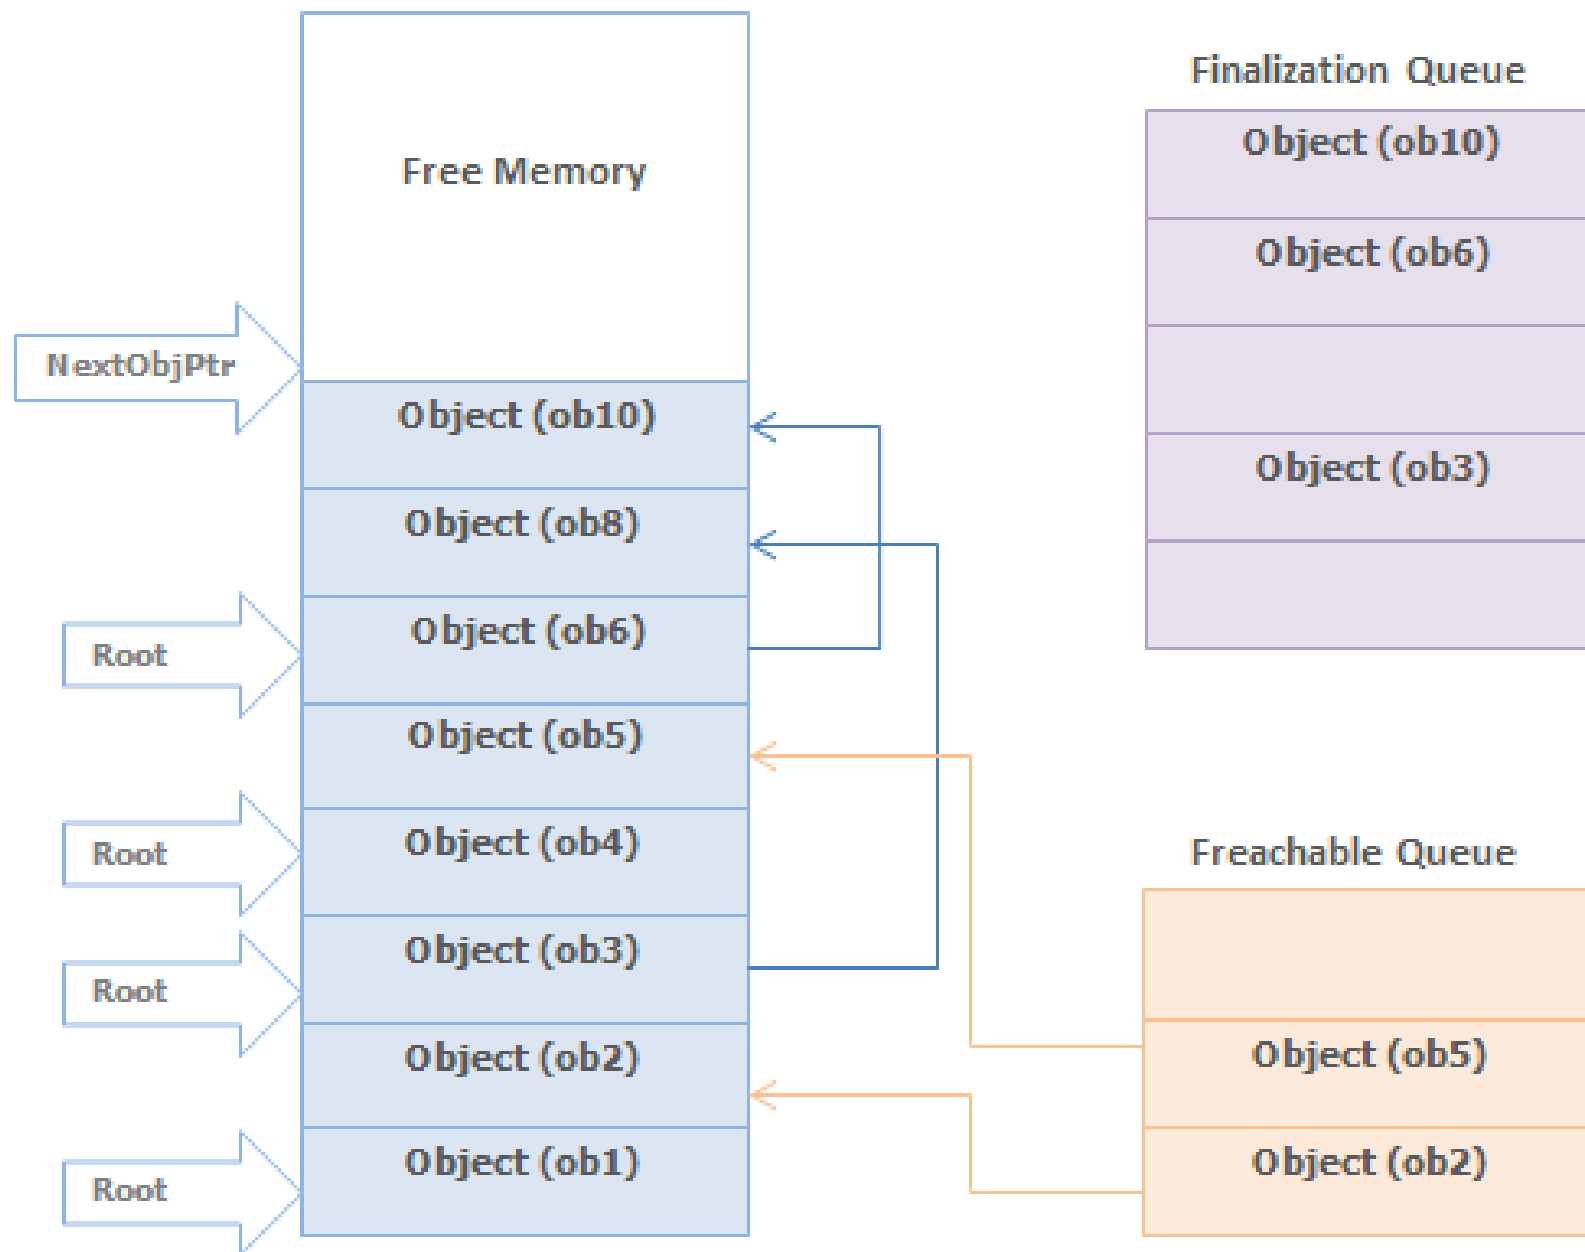 Free Memory
NextObjPtr
Object (ob10)
Object (ob8)
Root
Object (ob6)
Object (ob5)
Root
Object (ob4)
Root
Object (ob3)
Object (ob2)
Root
Object (ob1)
Finalization Queue
Object (ob10)
Object (ob6)
Object (ob3)
Freachable Queue
Object (ob5)
Object (ob2)